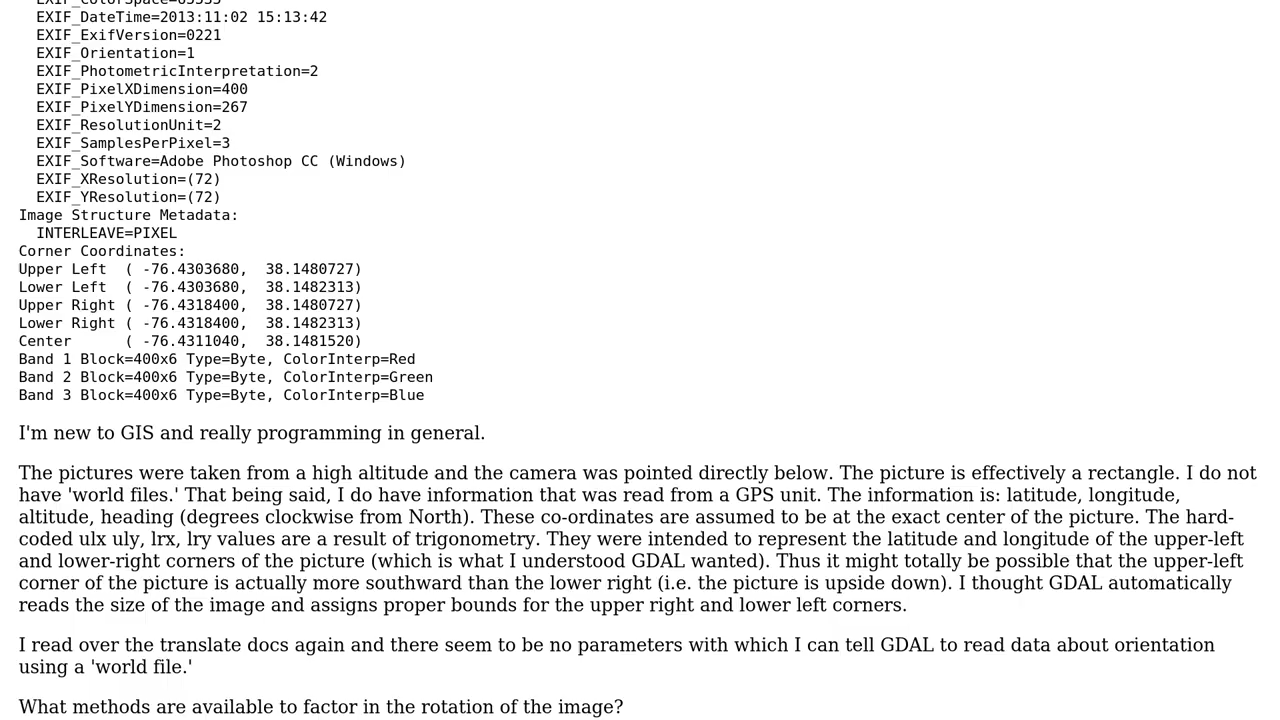 EXIF_ColorSpace=65535
EXIF_DateTime=2013:11:02 15:13:42
EXIF_ExifVersion=0221
EXIF_Orientation=1
EXIF_PhotometricInterpretation=2
EXIF_PixelXDimension=400
EXIF_PixelYDimension=267
EXIF_ResolutionUnit=2
EXIF_SamplesPerPixel=3
EXIF_Software=Adobe Photoshop CC (Windows)
EXIF_XResolution=(72)
EXIF_YResolution=(72)
Image Structure Metadata:
INTERLEAVE=PIXEL
Corner Coordinates:
Upper Left  ( -76.4303680,  38.1480727)
Lower Left  ( -76.4303680,  38.1482313)
Upper Right ( -76.4318400,  38.1480727)
Lower Right ( -76.4318400,  38.1482313)
Center      ( -76.4311040,  38.1481520)
Band 1 Block=400x6 Type=Byte, ColorInterp=Red
Band 2 Block=400x6 Type=Byte, ColorInterp=Green
Band 3 Block=400x6 Type=Byte, ColorInterp=Blue
I'm new to GIS and really programming in general.
The pictures were taken from a high altitude and the camera was pointed directly below. The picture is effectively a rectangle. I do not
have 'world files.' That being said, I do have information that was read from a GPS unit. The information is: latitude, longitude,
altitude, heading (degrees clockwise from North). These co-ordinates are assumed to be at the exact center of the picture. The hard-
coded ulx uly, lrx, lry values are a result of trigonometry. They were intended to represent the latitude and longitude of the upper-left
and lower-right corners of the picture (which is what I understood GDAL wanted). Thus it might totally be possible that the upper-left
corner of the picture is actually more southward than the lower right (i.e. the picture is upside down). I thought GDAL automatically
reads the size of the image and assigns proper bounds for the upper right and lower left corners.
I read over the translate docs again and there seem to be no parameters with which I can tell GDAL to read data about orientation
using a 'world file.'
What methods are available to factor in the rotation of the image?